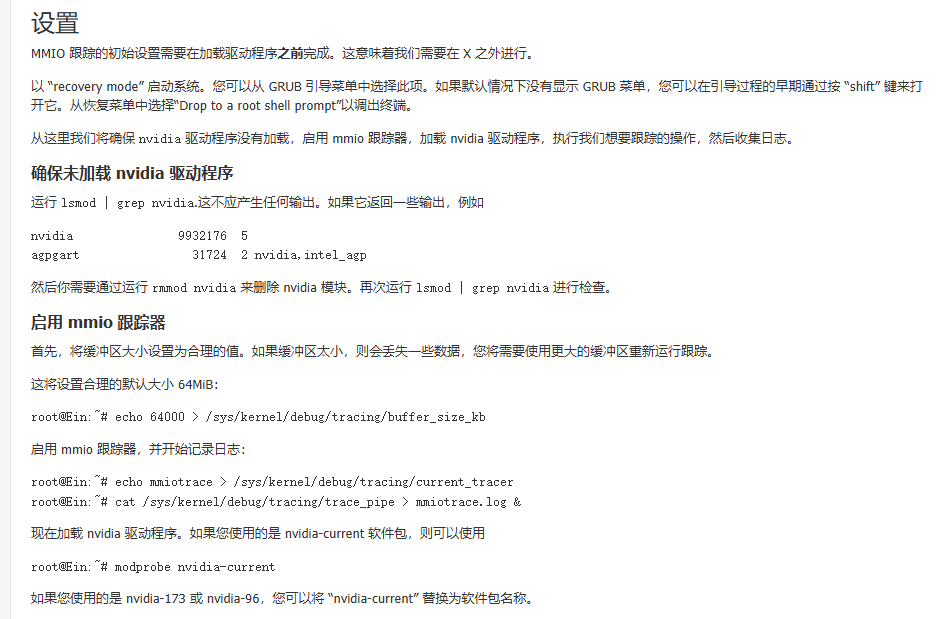 设置
MMIO 跟踪的初始设置需要在加载驱动程序之前完成。这意味着我们需要在 X 之外进行。
以 “recovery mode” 启动系统。您可以从 GRUB 引导菜单中选择此项。如果默认情况下没有显示 GRUB 菜单，您可以在引导过程的早期通过按 “shift” 键来打
开它。从恢复菜单中选择“Drop to a root shell prompt”以调出终端。
从这里我们将确保 nvidia 驱动程序没有加载，启用 mmio 跟踪器，加载 nvidia 驱动程序，执行我们想要跟踪的操作，然后收集日志。
确保未加载 nvidia 驱动程序
运行 lsmod | grep nvidia.这不应产生任何输出。如果它返回一些输出，例如
nvidia 9932176 5
agpgart 31724 2 nvidia,intel_agp
然后你需要通过运行 rmmod nvidia 来删除 nvidia 模块。再次运行 lsmod | grep nvidia 进行检查。
启用 mmio 跟踪器
首先，将缓冲区大小设置为合理的值。如果缓冲区太小，则会丢失一些数据，您将需要使用更大的缓冲区重新运行跟踪。
这将设置合理的默认大小 64MiB：
root@Ein:~# echo 64000 > /sys/kernel/debug/tracing/buffer_size_kb
启用 mmio 跟踪器，并开始记录日志：
root@Ein:~# echo mmiotrace > /sys/kernel/debug/tracing/current_tracer
root@Ein:~# cat /sys/kernel/debug/tracing/trace_pipe > mmiotrace.log &
现在加载 nvidia 驱动程序。如果您使用的是 nvidia-current 软件包，则可以使用
root@Ein:~# modprobe nvidia-current
如果您使用的是 nvidia-173 或 nvidia-96，您可以将 “nvidia-current” 替换为软件包名称。